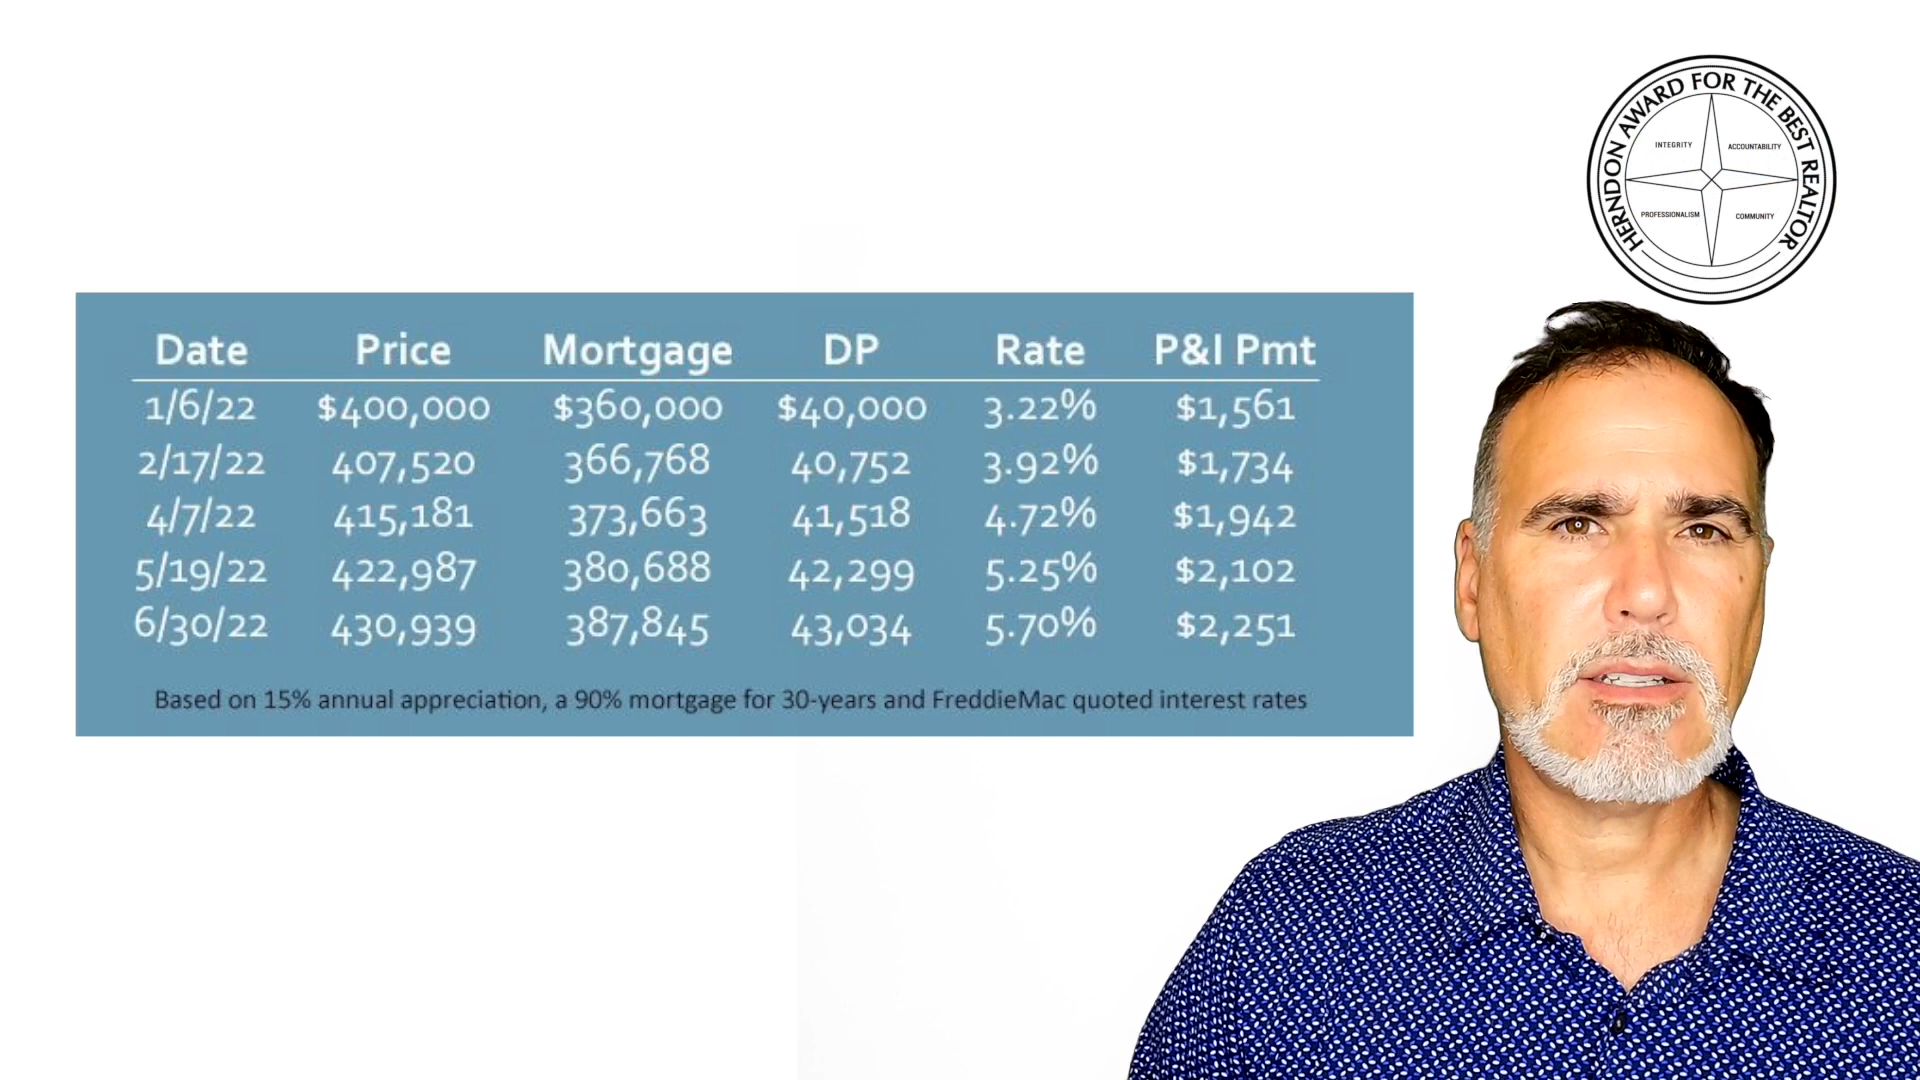 HERNDON AWARD FOR THE BEST REALTOR
INTEGRITY
ACCOUNTABILITY
PROFESSIONALISM
COMMUNITY
Date Price Mortgage DP Rate P&I Pmt
1/6/22 $400,000 $360,000 $40,000 3.22% $1,561
2/17/22 407,520 366,768 40,752 3.92% $1,734
4/7/22 415,181 373,663 41,518 4.72% $1,942
5/19/22 422,987 380,688 42,299 5.25% $2,102
6/30/22 430,939 387,845 43,034 5.70% $2,251
Based on 15% annual appreciation, a 90% mortgage for 30-years and FreddieMac quoted interest rates